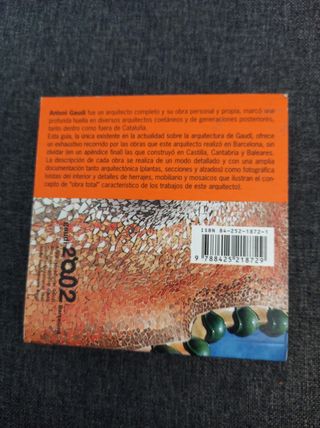 Antoni Gaudí fue un arquitecto completo y su obra personal y propia, marcó una
profunda huella en diversos arquitectos coetáneos y de generaciones posteriores,
tanto dentro como fuera de Cataluña.
Esta guía, la única existente en la actualidad sobre la arquitectura de Gaudí, ofrece
un exhaustivo recorrido por las obras que este arquitecto realizó en Barcelona, sin
olvidar (en un apéndice final) las que construyó en Castilla, Cantabria y Baleares.
La descripción de cada obra se realiza de un modo detallado y con una amplia
documentación tanto arquitectónica (plantas, secciones y alzados) como fotográfica
(vistas del interior y detalles de herrajes, mobiliario y mosaicos que ilustran el con-
cepto de "obra total" característico de los trabajos de este arquitecto).
ISBN 84-252-1872-1
9 788425 218729
2002